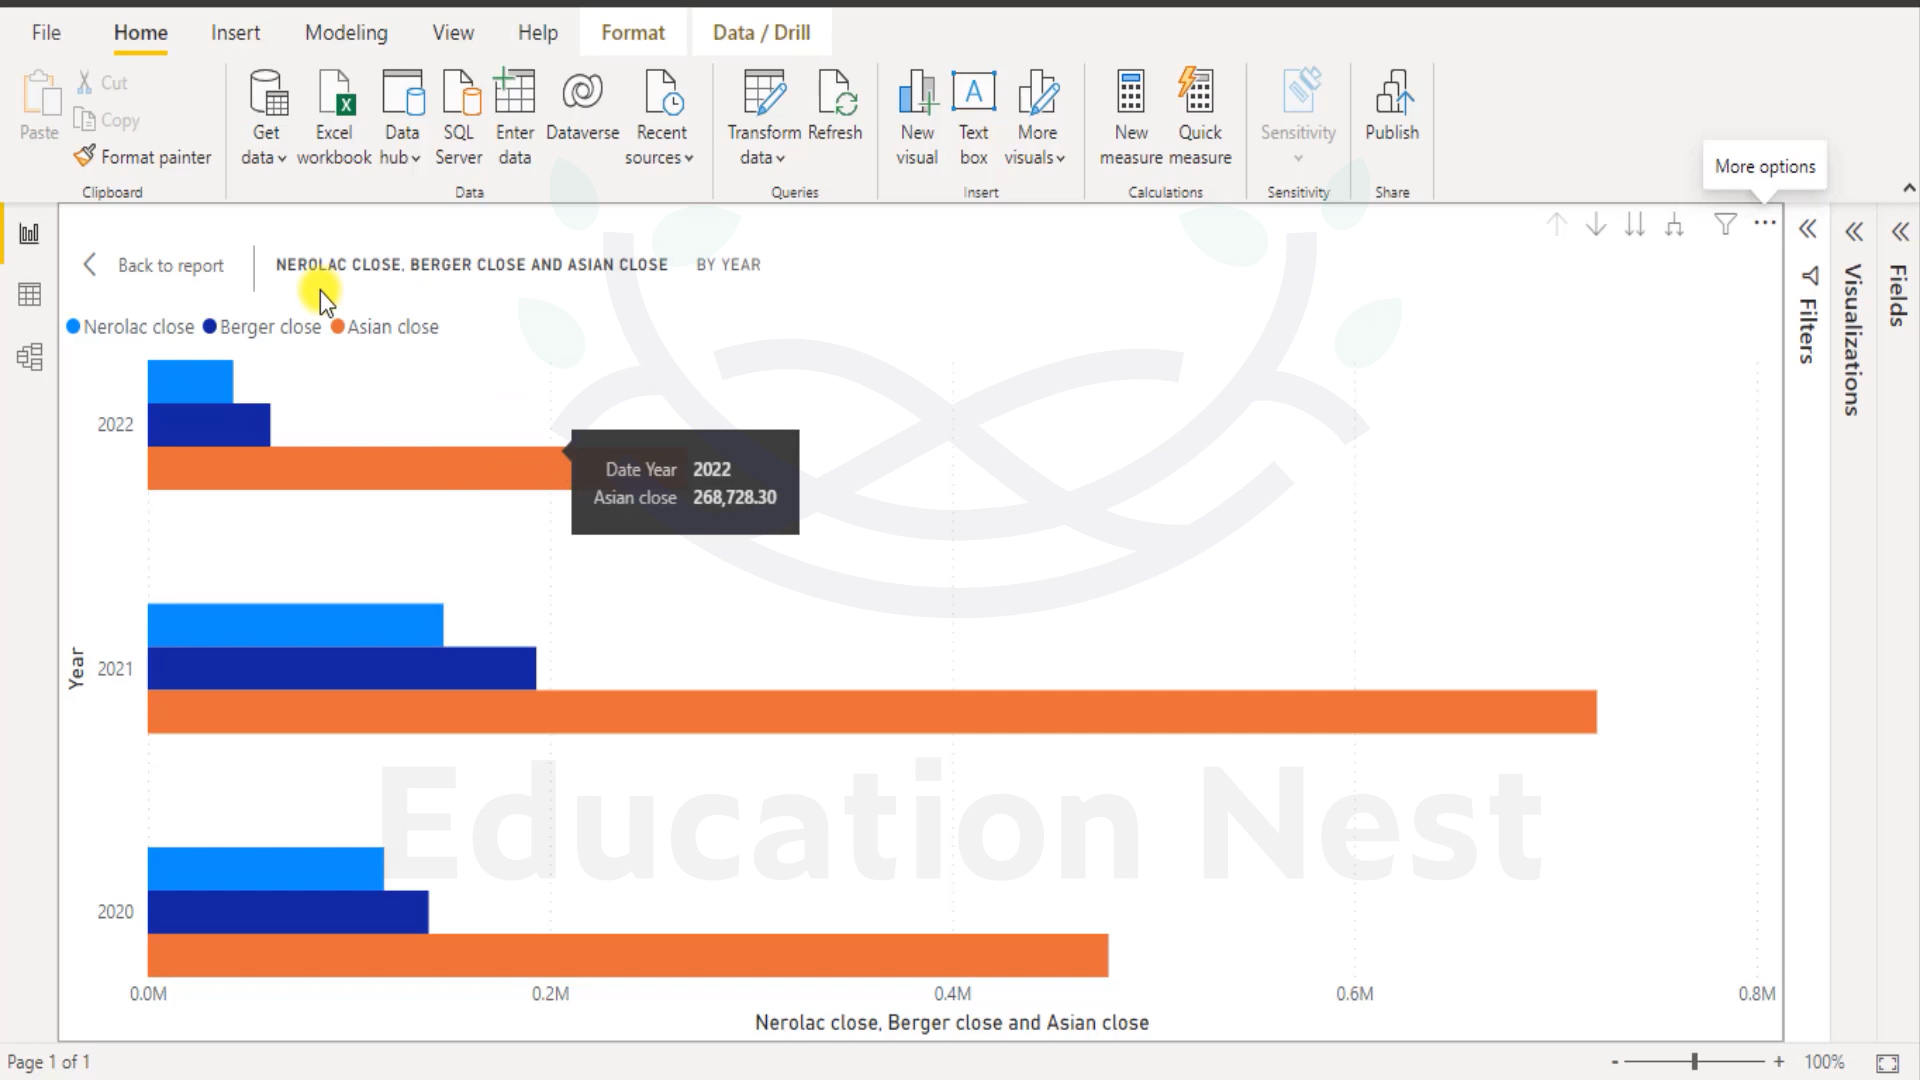 File Home Insert Modeling View Help Format Data / Drill
Paste
Cut
Copy
Format painter
Clipboard
Get data
Excel workbook
Data hub
SQL Server
Enter data
Dataverse
Recent sources
Data
Transform data
Refresh
Queries
New visual
Text box
More visuals
Insert
New measure
Quick measure
Calculations
Sensitivity
Sensitivity
Publish
Share
More options
Back to report
NEROLAC CLOSE, BERGER CLOSE AND ASIAN CLOSE BY YEAR
Nerolac close Berger close Asian close
2022
Date Year 2022
Asian close 268,728.30
Year
2021
2020
0.0M 0.2M 0.4M 0.6M 0.8M
Nerolac close, Berger close and Asian close
Education Nest
Filters
Visualizations
Fields
Page 1 of 1
- + 100%